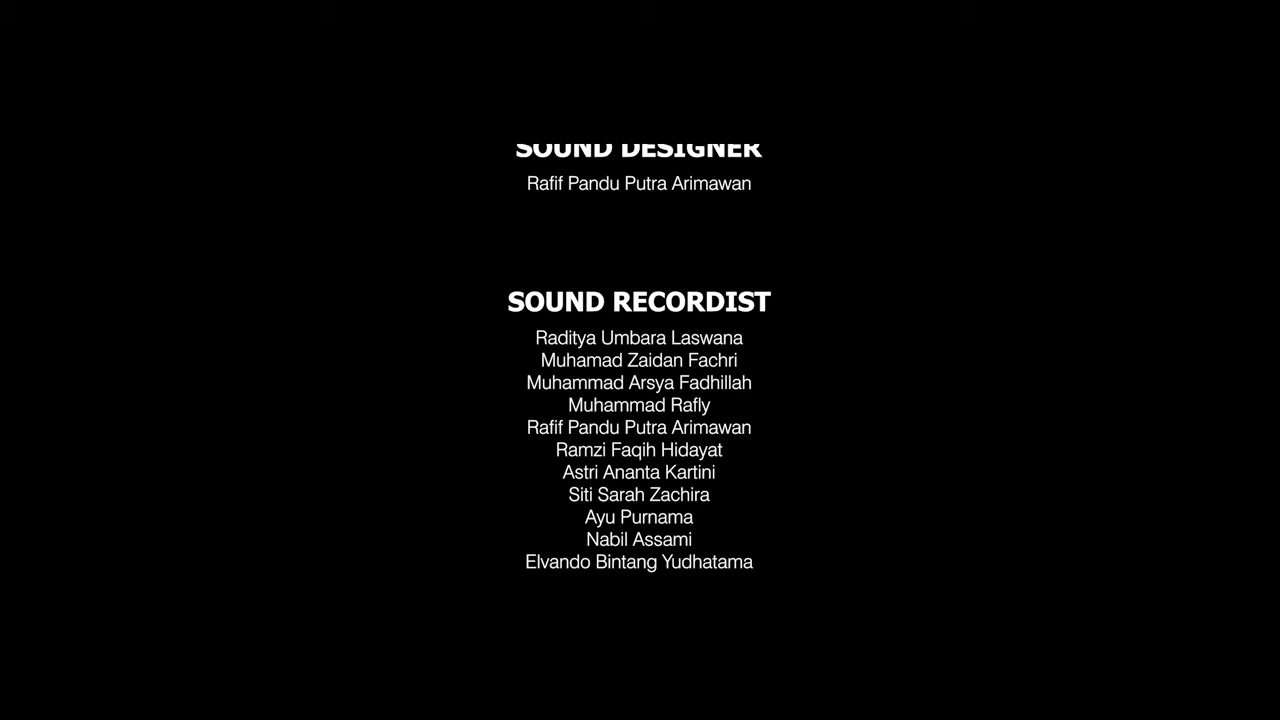 SOUND DESIGNER
Rafif Pandu Putra Arimawan
SOUND RECORDIST
Raditya Umbara Laswana
Muhamad Zaidan Fachri
Muhammad Arsya Fadhillah
Muhammad Rafly
Rafif Pandu Putra Arimawan
Ramzi Faqih Hidayat
Astri Ananta Kartini
Siti Sarah Zachira
Ayu Purnama
Nabil Assami
Elvando Bintang Yudhatama